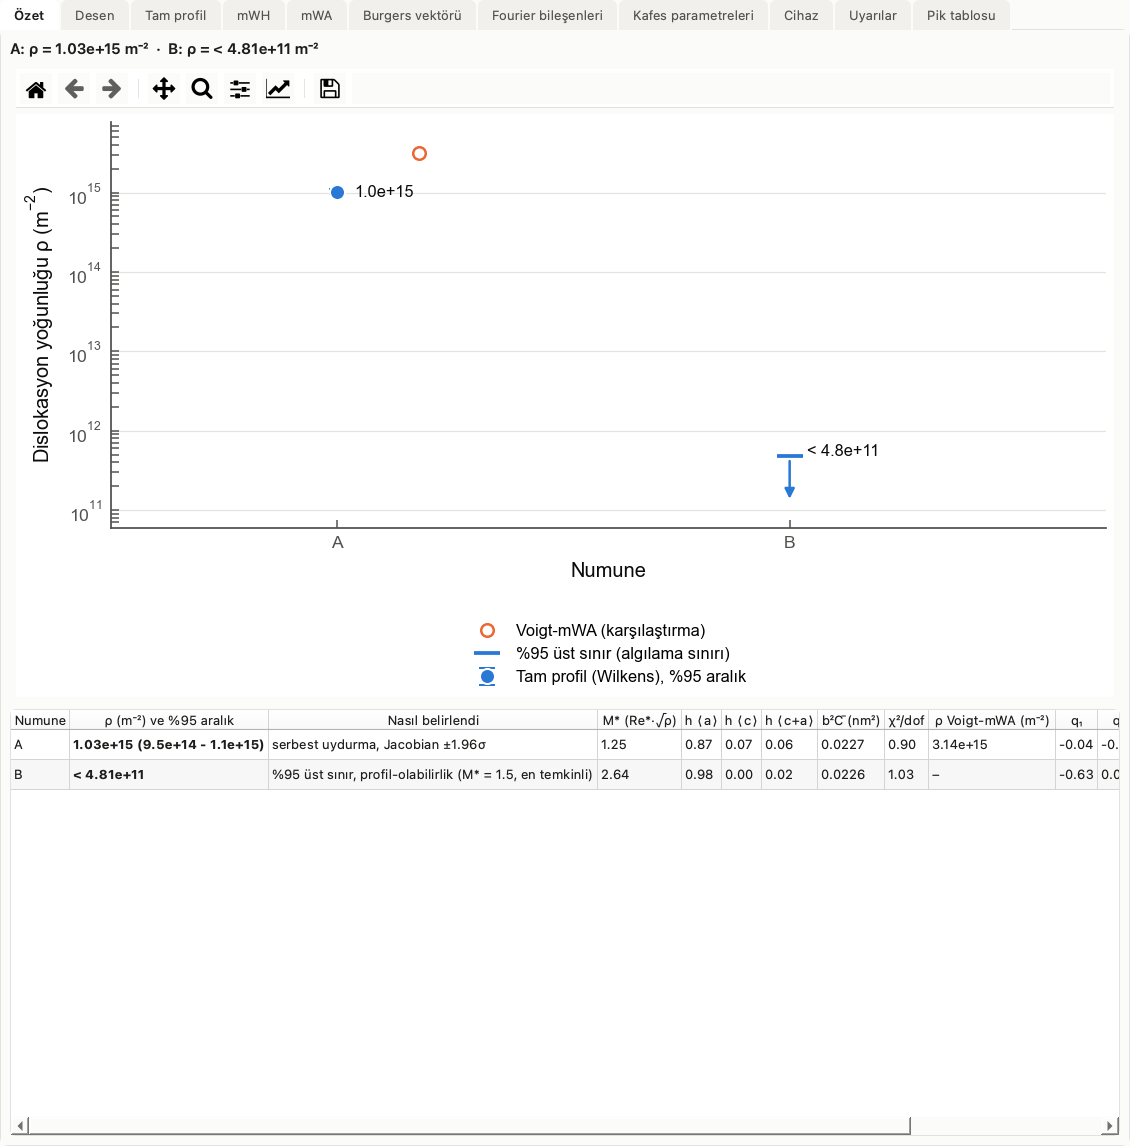 Özet Desen Tam profil mWH mWA Burgers vektörü Fourier bileşenleri Kafes parametreleri Cihaz Uyarılar Pik tablosu
A: ρ = 1.03e+15 m⁻² · B: ρ = < 4.81e+11 m⁻²
Dislokasyon yoğunluğu ρ (m⁻²)
10¹⁵
10¹⁴
10¹³
10¹²
10¹¹
1.0e+15
< 4.8e+11
A B
Numune
Voigt-mWA (karşılaştırma)
%95 üst sınır (algılama sınırı)
Tam profil (Wilkens), %95 aralık
Numune ρ (m⁻²) ve %95 aralık Nasıl belirlendi M* (Re*·√ρ) h ⟨a⟩ h ⟨c⟩ h ⟨c+a⟩ b²C̄ (nm²) χ²/dof ρ Voigt-mWA (m⁻²) q₁ q
A 1.03e+15 (9.5e+14 - 1.1e+15) serbest uydurma, Jacobian ±1.96σ 1.25 0.87 0.07 0.06 0.0227 0.90 3.14e+15 -0.04 -0.
B < 4.81e+11 %95 üst sınır, profil-olabilirlik (M* = 1.5, en temkinli) 2.64 0.98 0.00 0.02 0.0226 1.03 – -0.63 0.0